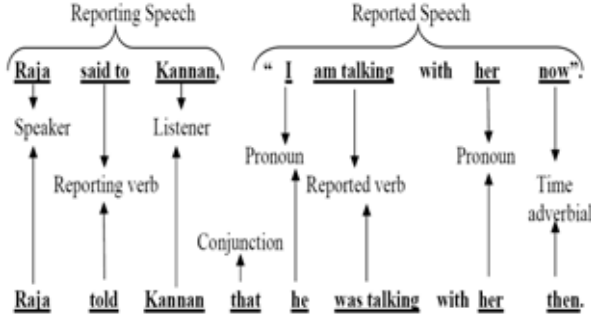 Reporting Speech Reported Speech
Raja said to Kannan, “ I am talking with her now”.
Speaker Listener
Pronoun Pronoun
Reporting verb Reported verb Time
adverbial
Conjunction
Raja told Kannan that he was talking with her then.